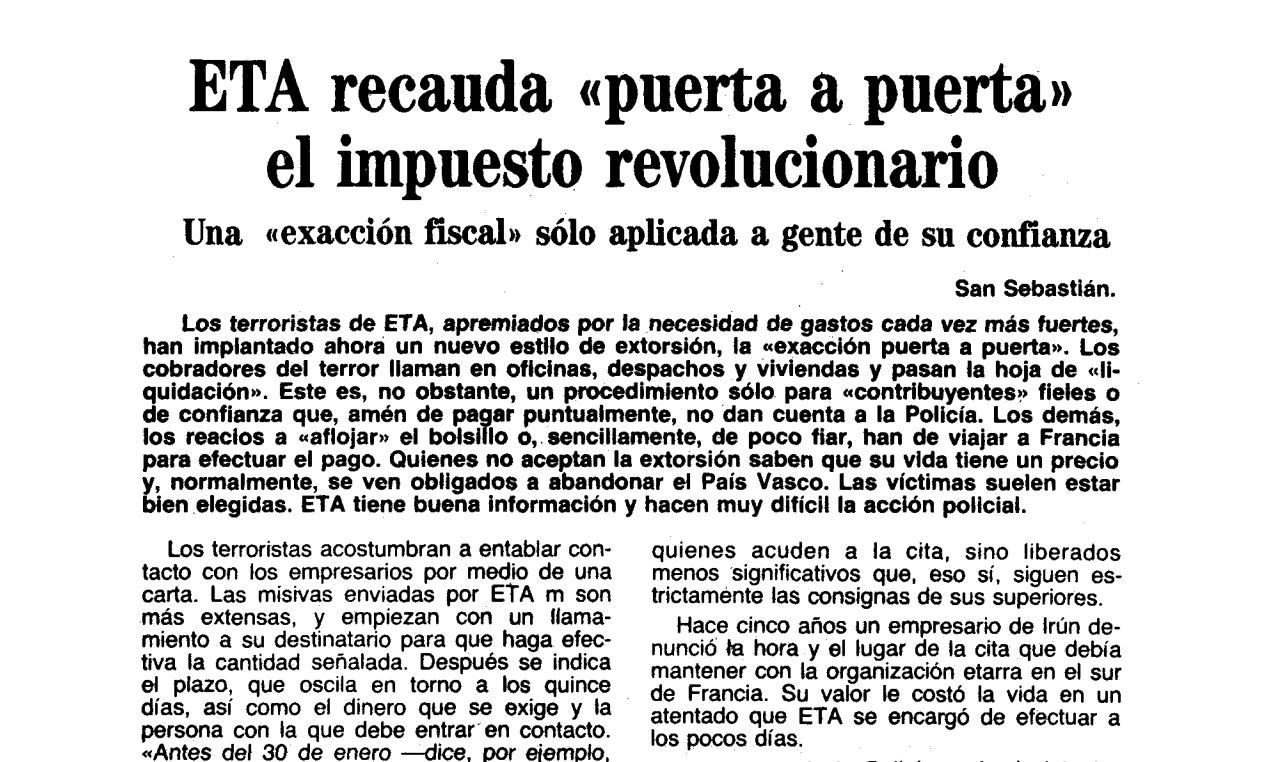 ETA recauda «puerta a puerta»
el impuesto revolucionario
Una «exacción fiscal» sólo aplicada a gente de su confianza
San Sebastián.
Los terroristas de ETA, apremiados por la necesidad de gastos cada vez más fuertes,
han implantado ahora un nuevo estilo de extorsión, la «exacción puerta a puerta». Los
cobradores del terror llaman en oficinas, despachos y viviendas y pasan la hoja de «li-
quidación». Este es, no obstante, un procedimiento sólo para «contribuyentes» fieles o
de confianza que, amén de pagar puntualmente, no dan cuenta a la Policía. Los demás,
los reacios a «aflojar» el bolsillo o, sencillamente, de poco fiar, han de viajar a Francia
para efectuar el pago. Quienes no aceptan la extorsión saben que su vida tiene un precio
y, normalmente, se ven obligados a abandonar el País Vasco. Las víctimas suelen estar
bien elegidas. ETA tiene buena información y hacen muy difícil la acción policial.
Los terroristas acostumbran a entablar con-
tacto con los empresarios por medio de una
carta. Las misivas enviadas por ETA m son
más extensas, y empiezan con un llama-
miento a su destinatario para que haga efec-
tiva la cantidad señalada. Después se indica
el plazo, que oscila en torno a los quince
días, así como el dinero que se exige y la
persona con la que debe entrar en contacto.
«Antes del 30 de enero —dice, por ejemplo,
quienes acuden a la cita, sino liberados
menos significativos que, eso sí, siguen es-
trictamente las consignas de sus superiores.
Hace cinco años un empresario de Irún de-
nunció la hora y el lugar de la cita que debía
mantener con la organización etarra en el sur
de Francia. Su valor le costó la vida en un
atentado que ETA se encargó de efectuar a
los pocos días.